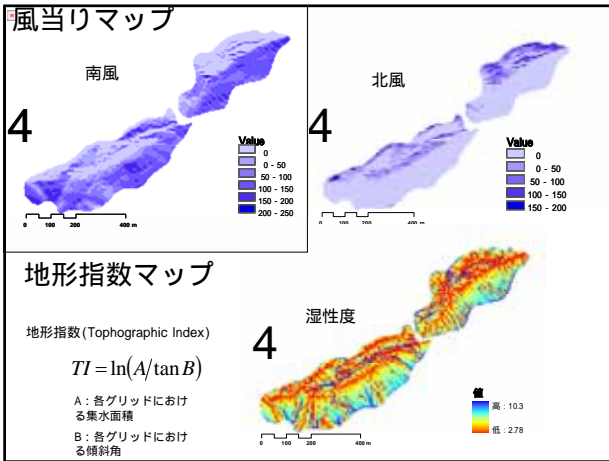 風当りマップ
南風
4
Value
0
0 - 50
50 - 100
100 - 150
150 - 200
200 - 250
0 100 200 400 m
北風
4
Value
0
0 - 50
50 - 100
100 - 150
150 - 200
0 100 200 400 m
地形指数マップ
地形指数(Tophographic Index)
TI = ln(A/tan B)
A：各グリッドにおけ
る集水面積
B：各グリッドにおけ
る傾斜角
湿性度
4
値
高 : 10.3
低 : 2.78
0 100 200 400 m